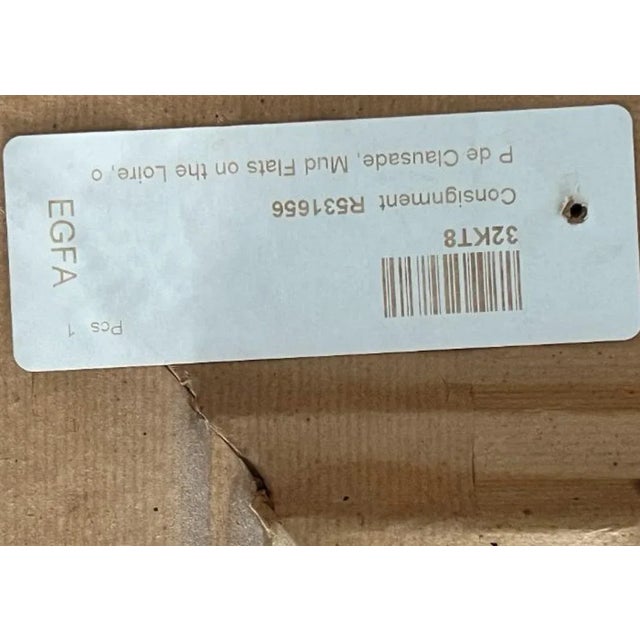 32KT8
Consignment R531656
P de Clausade, Mud Flats on the Loire, o
Pcs 1
EGFA